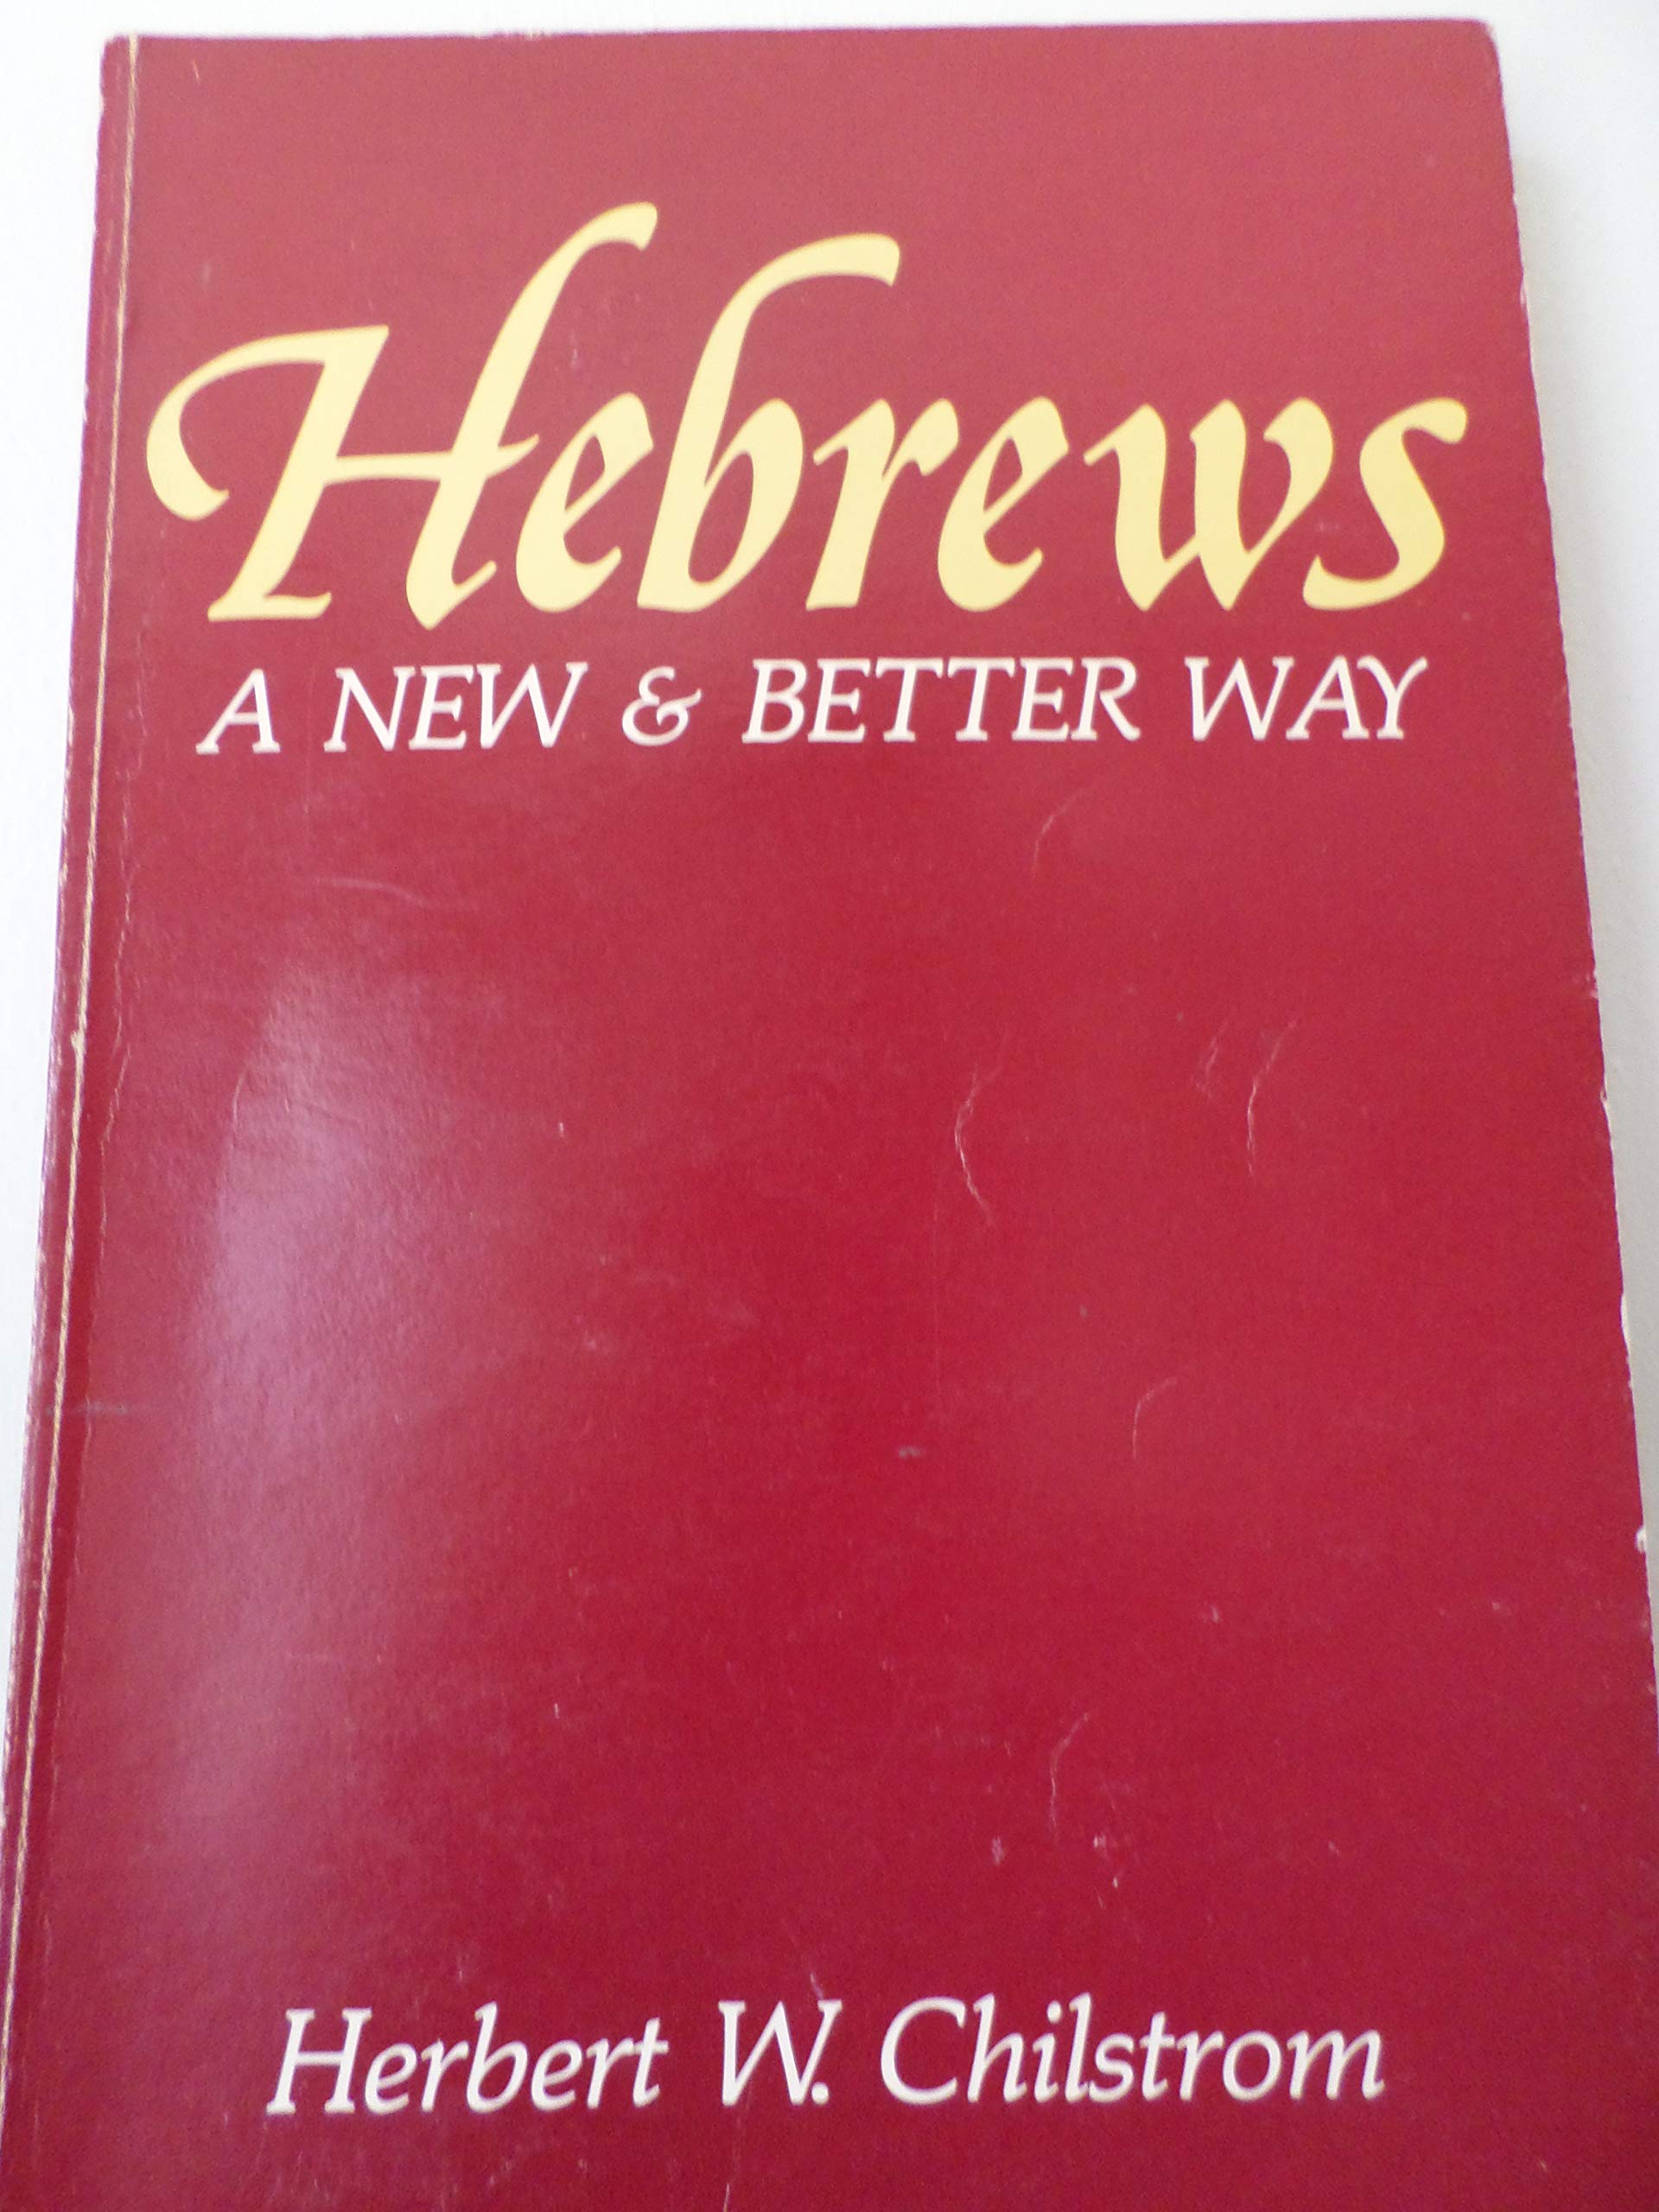 Hebrews
A NEW & BETTER WAY
Herbert W. Chilstrom